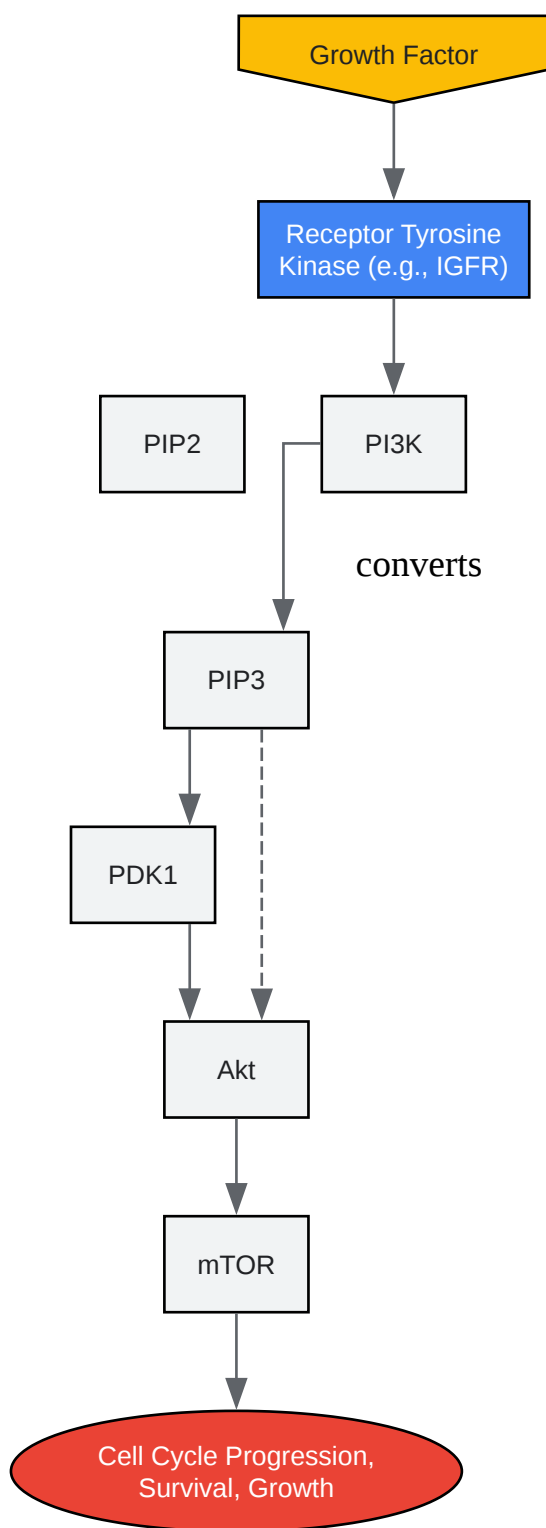 Growth Factor
Receptor Tyrosine
Kinase (e.g., IGFR)
PIP2
PI3K
converts
PIP3
PDK1
Akt
mTOR
Cell Cycle Progression,
Survival, Growth